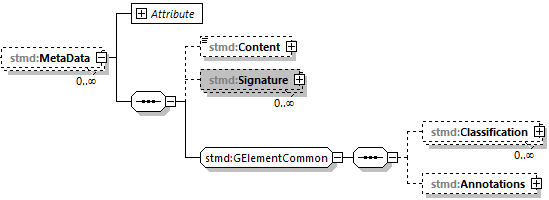 Attribute
stmd:MetaData
0..∞
stmd:Content
stmd:Signature
0..∞
stmd:GElementCommon
stmd:Classification
0..∞
stmd:Annotations